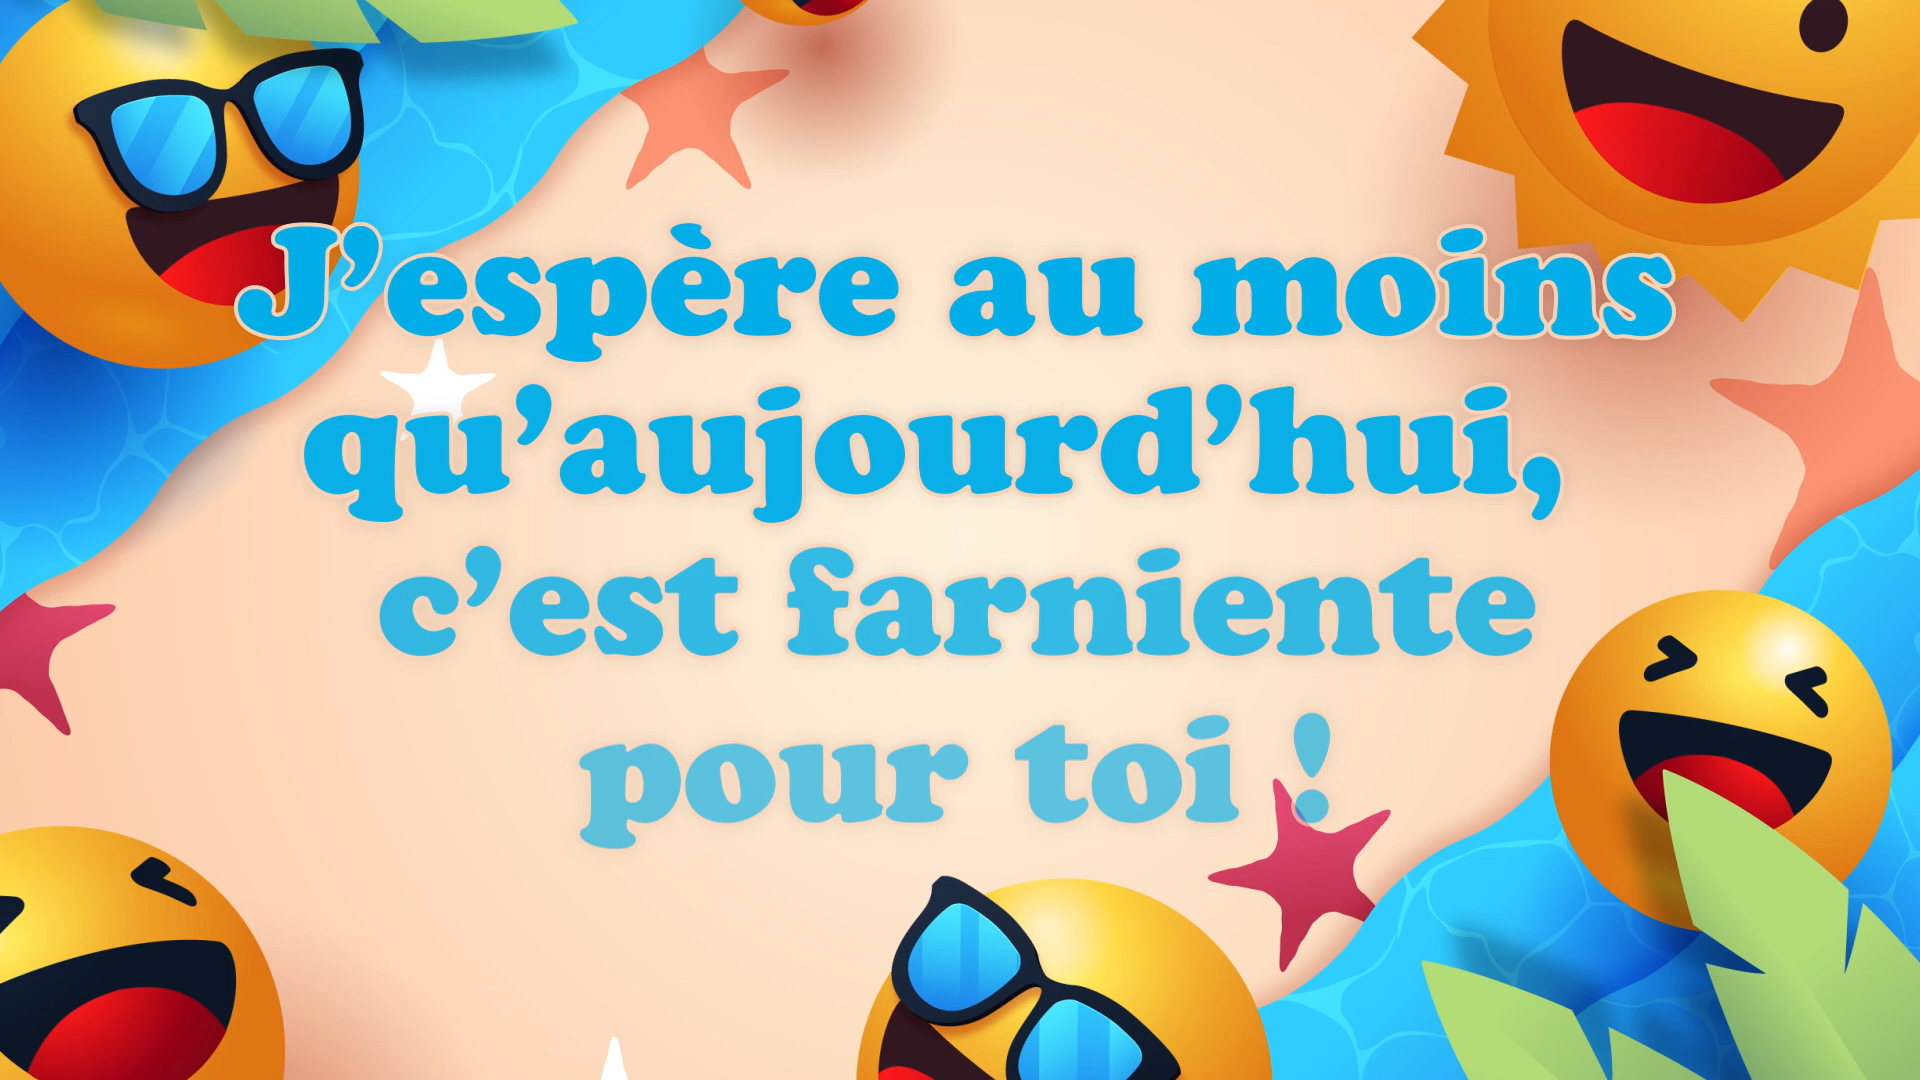 J’espère au moins
qu’aujourd’hui,
c’est farniente
pour toi !